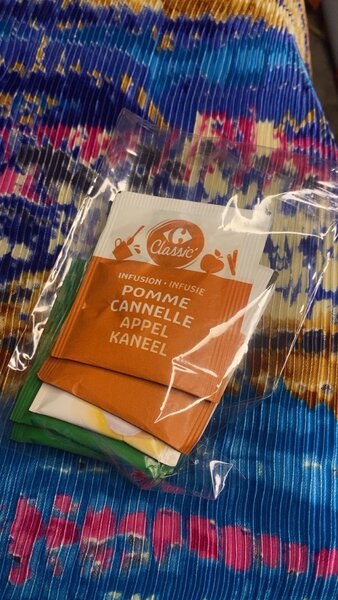 Classic'
INFUSION • INFUSIE
POMME
CANNELLE
APPEL
KANEEL